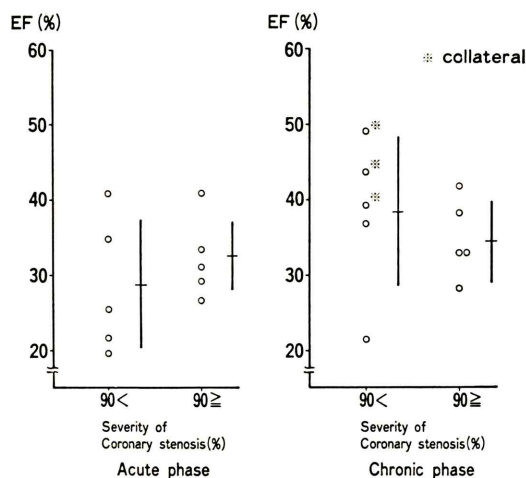 EF (%)
60
50
40
30
20
90<
90≧
Severity of
Coronary stenosis(%)
Acute phase
EF (%)
※ collateral
60
50
40
30
20
90<
90≧
Severity of
Coronary stenosis(%)
Chronic phase